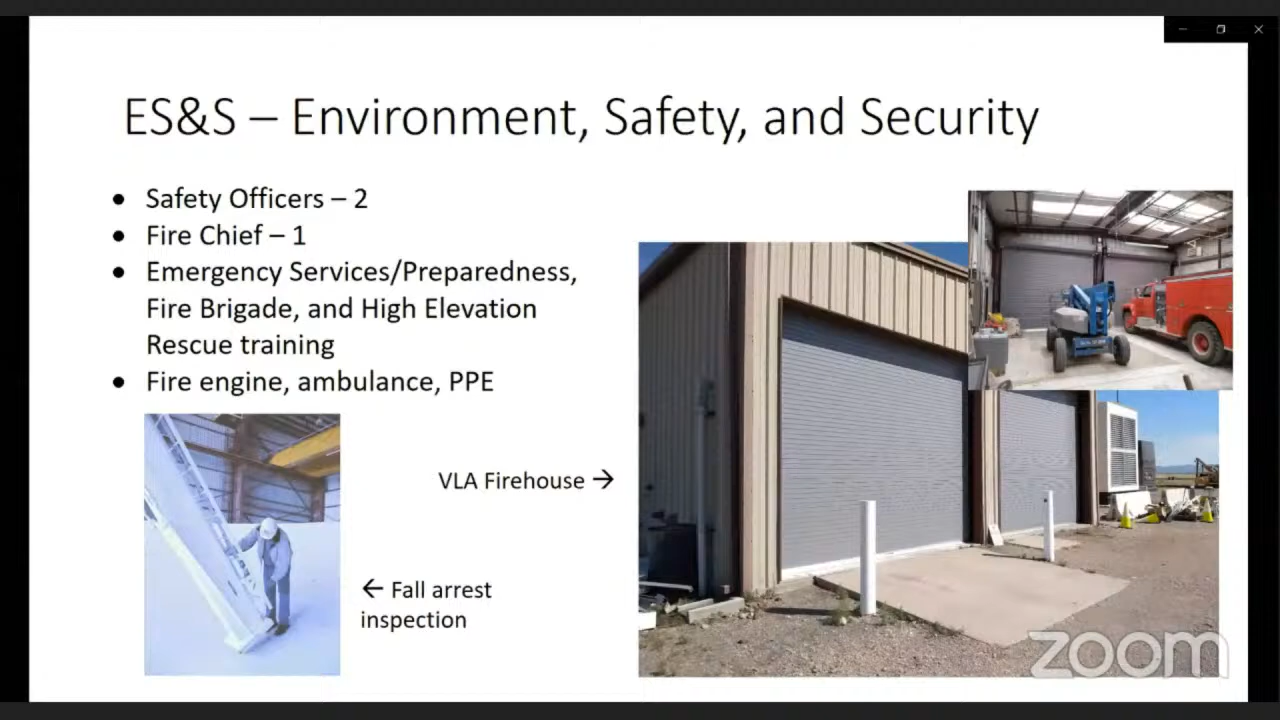 ES&S – Environment, Safety, and Security
● Safety Officers – 2
● Fire Chief – 1
● Emergency Services/Preparedness,
Fire Brigade, and High Elevation
Rescue training
● Fire engine, ambulance, PPE
VLA Firehouse →
← Fall arrest
inspection
zoom